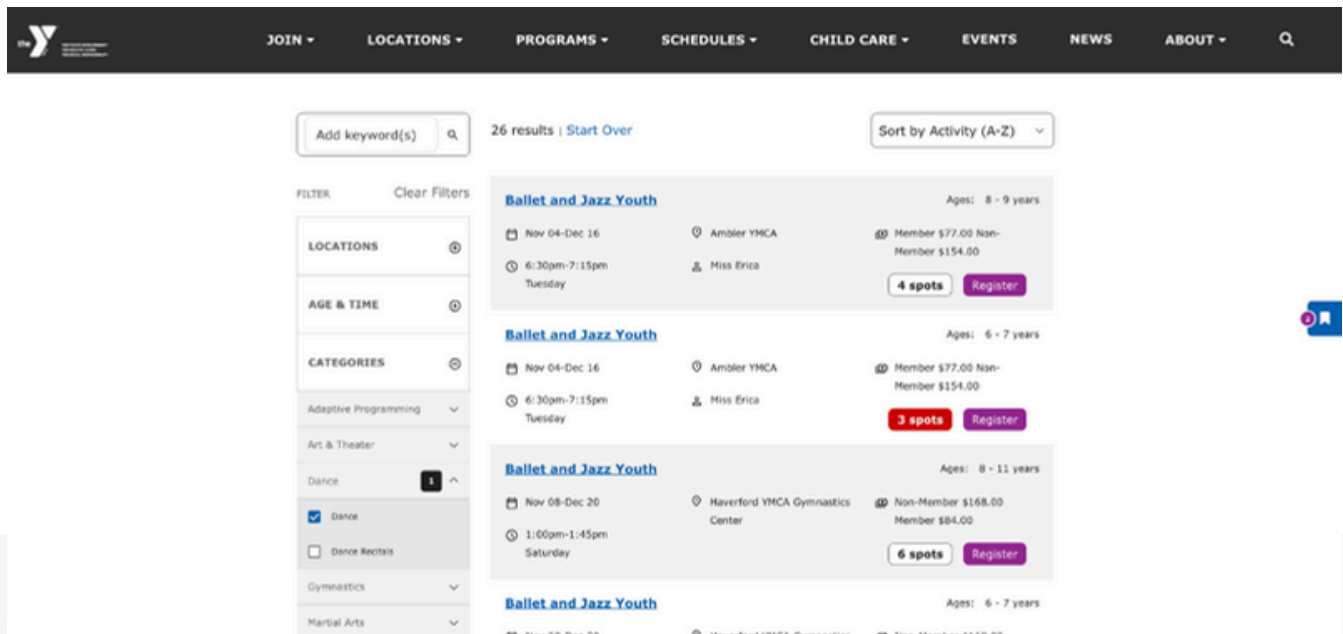 the Y
JOIN LOCATIONS PROGRAMS SCHEDULES CHILD CARE EVENTS NEWS ABOUT
Add keyword(s)
26 results | Start Over
Sort by Activity (A-Z)
FILTER Clear Filters
LOCATIONS
AGE & TIME
CATEGORIES
Adaptive Programming
Art & Theater
Dance 1
Dance
Dance Recitals
Gymnastics
Martial Arts
Ballet and Jazz Youth
Ages: 8 - 9 years
Nov 04-Dec 16
Ambler YMCA
Member $77.00 Non-
Member $154.00
6:30pm-7:15pm
Tuesday
Miss Erica
4 spots Register
Ballet and Jazz Youth
Ages: 6 - 7 years
Nov 04-Dec 16
Ambler YMCA
Member $77.00 Non-
Member $154.00
6:30pm-7:15pm
Tuesday
Miss Erica
3 spots Register
Ballet and Jazz Youth
Ages: 8 - 11 years
Nov 08-Dec 20
Haverford YMCA Gymnastics
Center
Non-Member $168.00
Member $84.00
1:00pm-1:45pm
Saturday
6 spots Register
Ballet and Jazz Youth
Ages: 6 - 7 years